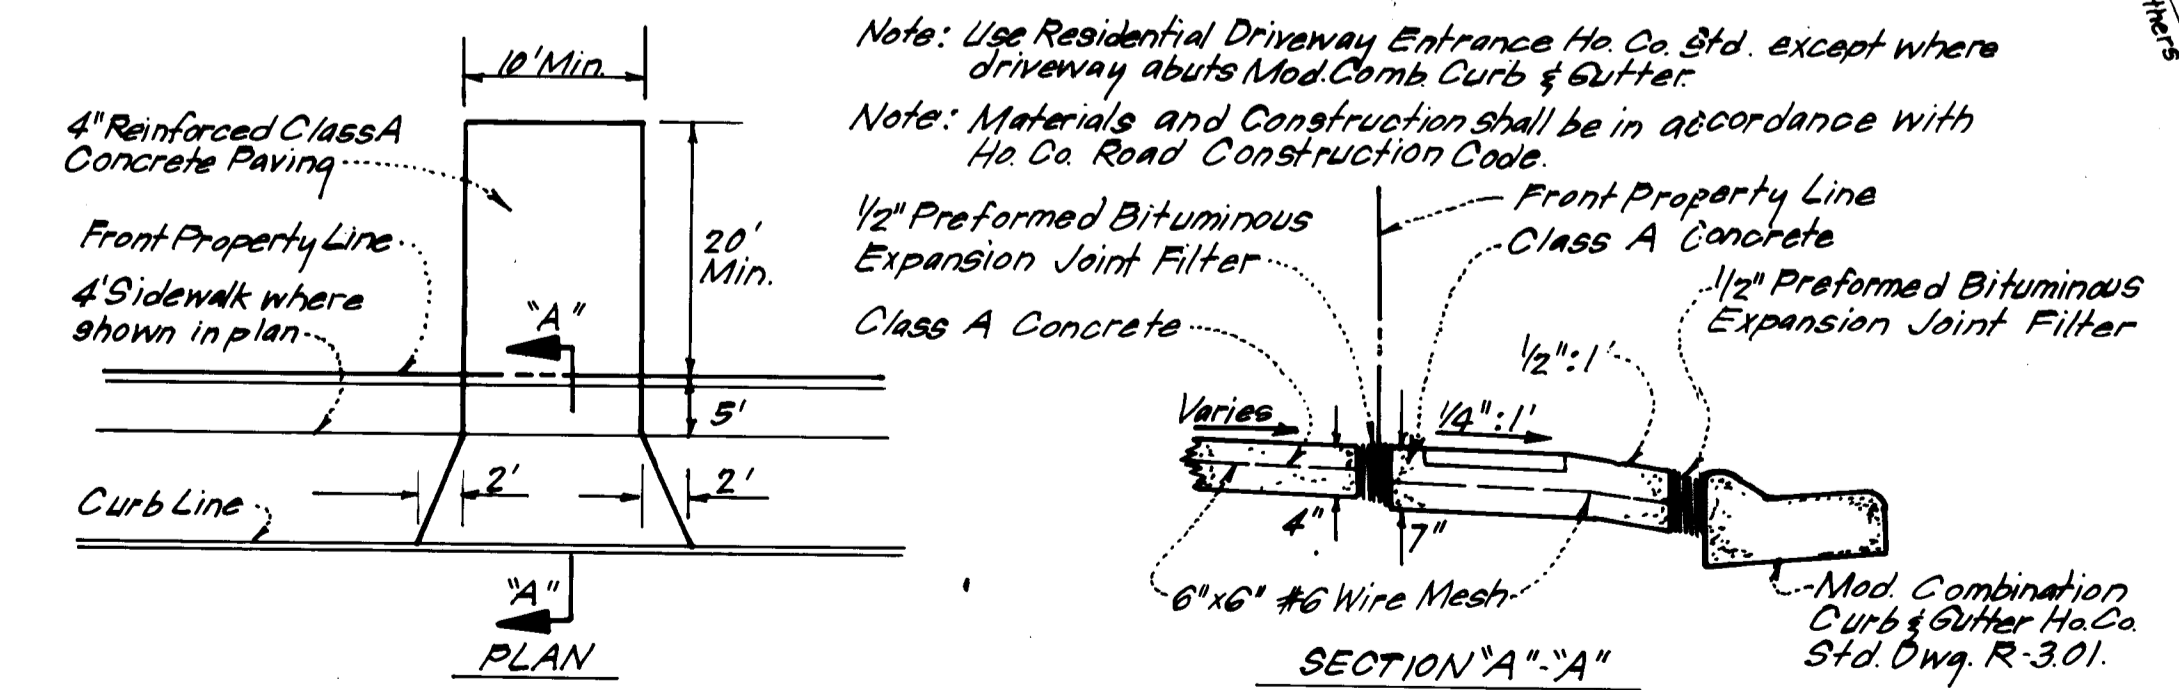 Note: Use Residential Driveway Entrance Ho. Co. Std. except where
driveway abuts Mod. Comb. Curb & Gutter.
Note: Materials and Construction shall be in accordance with
Ho. Co. Road Construction Code.
thers
10' Min.
4" Reinforced Class A
Concrete Paving
Front Property Line
4' Sidewalk where
shown in plan
20'
Min.
"A"
5'
2'
2'
Curb Line
"A"
PLAN
1/2" Preformed Bituminous
Expansion Joint Filter
Class A Concrete
Front Property Line
Class A Concrete
1/2" Preformed Bituminous
Expansion Joint Filter
1/2":1'
Varies
1/4":1'
4"
7"
6"x6" #6 Wire Mesh
Mod. Combination
Curb & Gutter Ho. Co.
Std. Dwg. R-3.01.
SECTION "A"-"A"